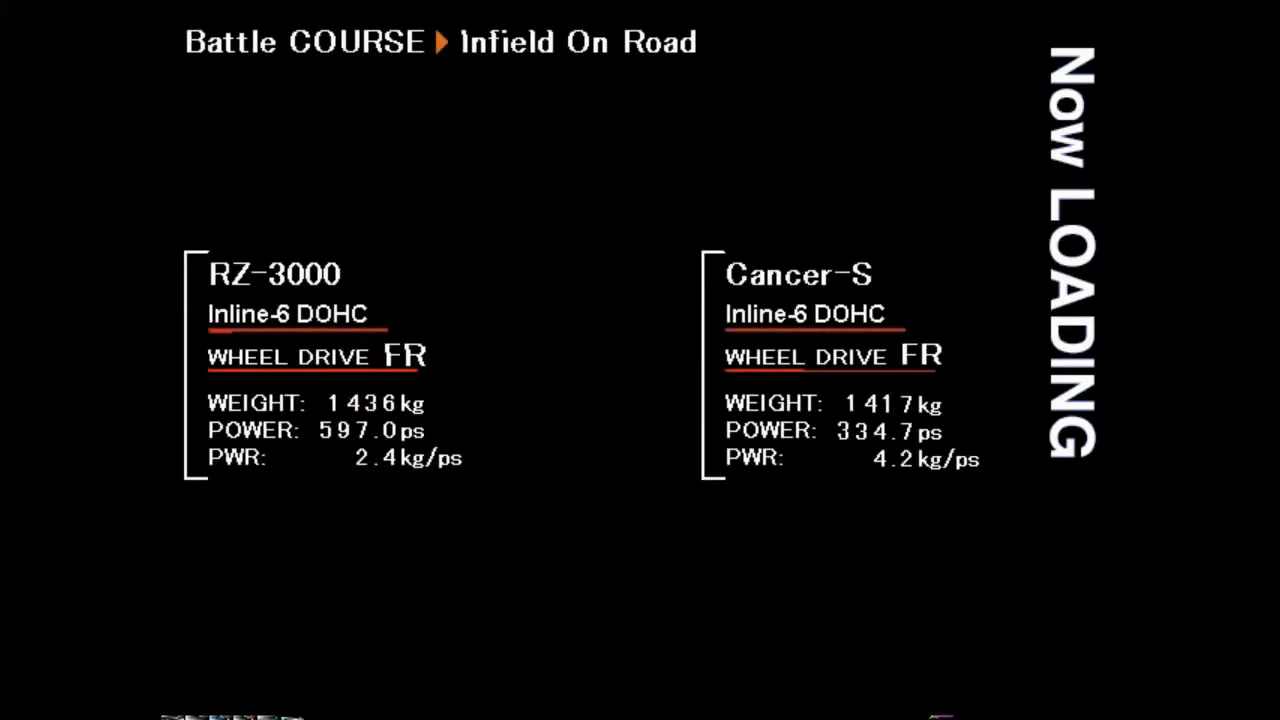 Battle COURSE Infield On Road
RZ-3000
Inline-6 DOHC
WHEEL DRIVE FR
WEIGHT: 1436kg
POWER: 597.0ps
PWR: 2.4kg/ps
Cancer-S
Inline-6 DOHC
WHEEL DRIVE FR
WEIGHT: 1417kg
POWER: 334.7ps
PWR: 4.2kg/ps
Now LOADING